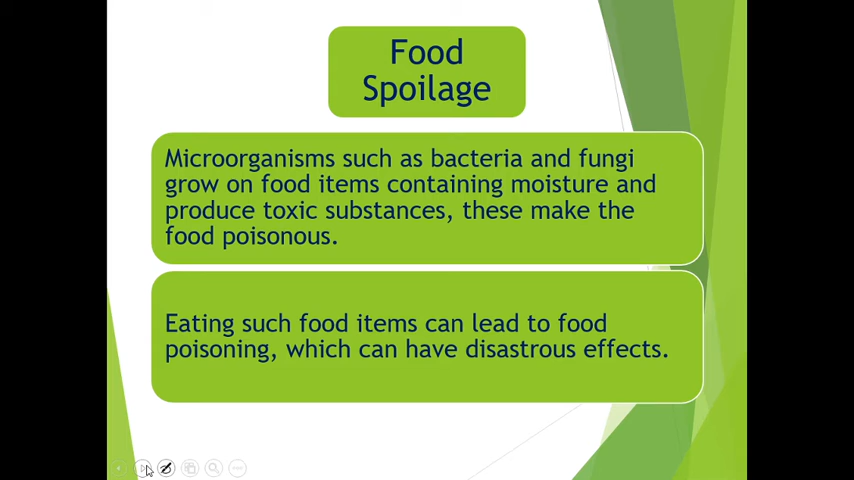 Food
Spoilage
Microorganisms such as bacteria and fungi
grow on food items containing moisture and
produce toxic substances, these make the
food poisonous.
Eating such food items can lead to food
poisoning, which can have disastrous effects.